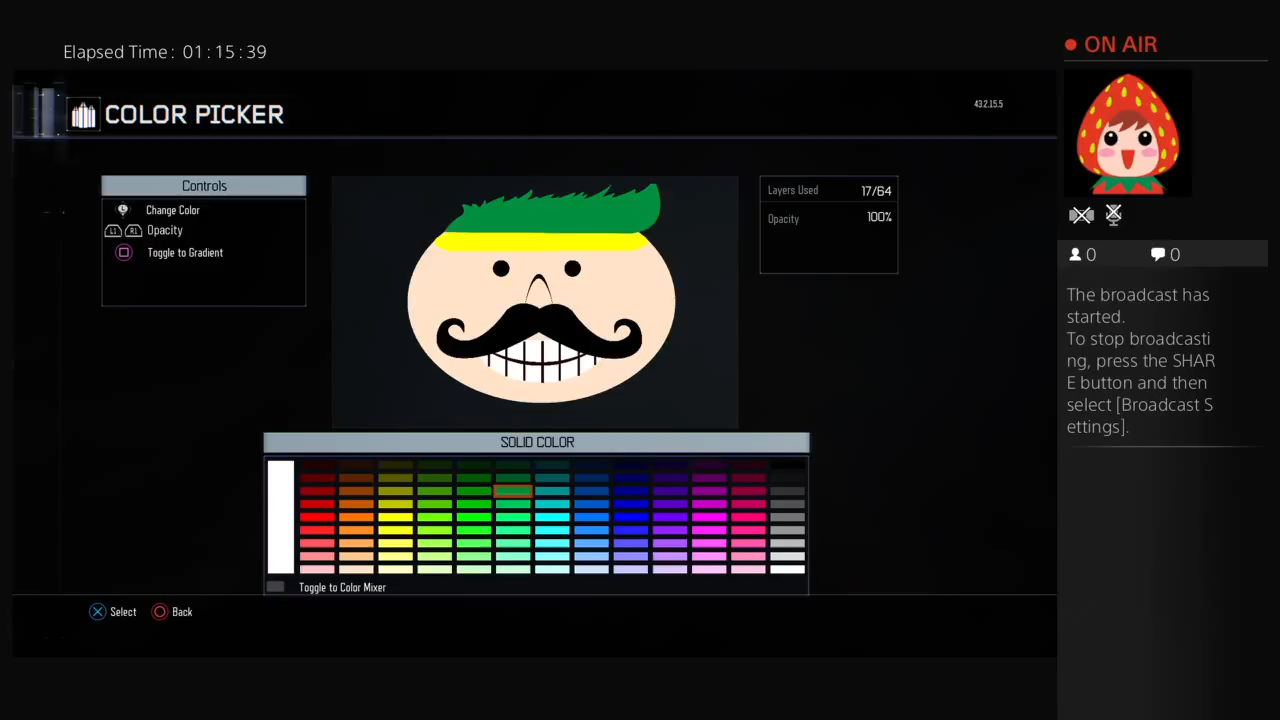 Elapsed Time: 01:15:39
ON AIR
COLOR PICKER
43.2.15.5
Controls
Change Color
L1 R1 Opacity
Toggle to Gradient
Layers Used 17/64
Opacity 100%
0 0
The broadcast has
started.
To stop broadcasti
ng, press the SHAR
E button and then
select [Broadcast S
ettings].
SOLID COLOR
Toggle to Color Mixer
Select Back